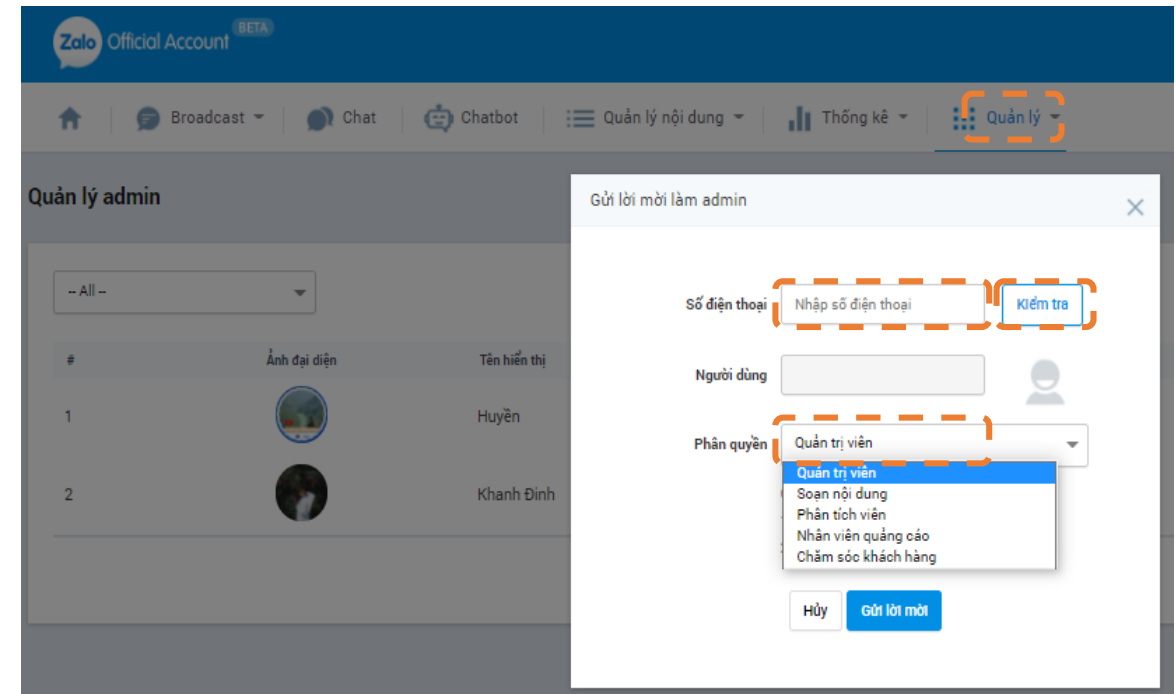 Zalo Official Account BETA
Broadcast Chat Chatbot Quản lý nội dung Thống kê Quản lý
Quản lý admin
Gửi lời mời làm admin
-- All --
Số điện thoại Nhập số điện thoại Kiểm tra
# Ảnh đại diện Tên hiển thị
Người dùng
1 Huyền
Phân quyền Quản trị viên
Quản trị viên
Soạn nội dung
2 Khanh Đinh
Phân tích viên
Nhân viên quảng cáo
Chăm sóc khách hàng
Hủy Gửi lời mời